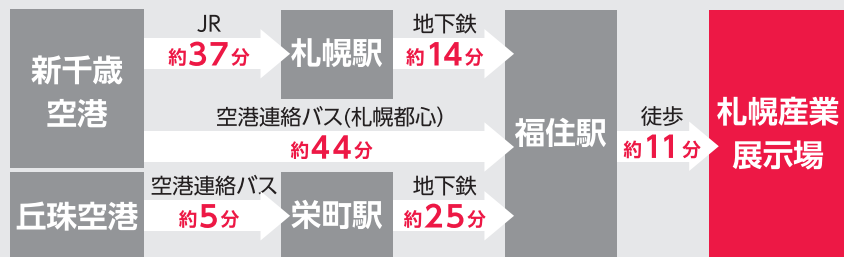 新千歳
空港
JR
約37分
札幌駅
地下鉄
約14分
空港連絡バス(札幌都心)
約44分
丘珠空港
空港連絡バス
約5分
栄町駅
地下鉄
約25分
福住駅
徒歩
約11分
札幌産業
展示場